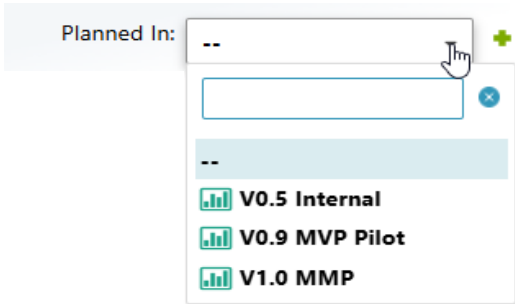 Planned In:
--
--
V0.5 Internal
V0.9 MVP Pilot
V1.0 MMP